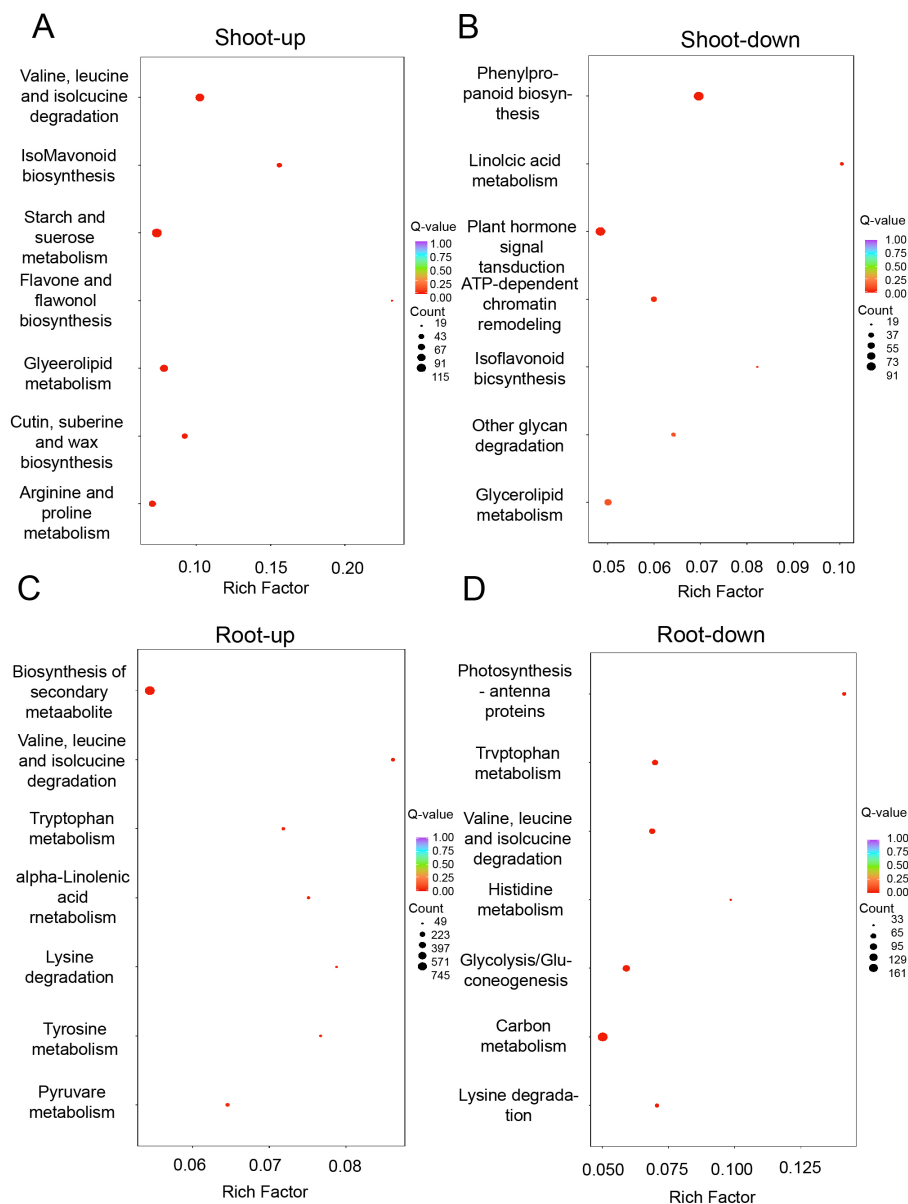 A
Shoot-up
Valine, leucine
and isolcucine
degradation
IsoMavonoid
biosynthesis
Starch and
suerose
metabolism
Flavone and
flawonol
biosynthesis
Glyeerolipid
metabolism
Cutin, suberine
and wax
biosynthesis
Arginine and
proline
metabolism
0.10
0.15
0.20
Rich Factor
Q-value
1.00
0.75
0.50
0.25
0.00
Count
19
43
67
91
115
B
Shoot-down
Phenylpro-
panoid biosyn-
thesis
Linolcic acid
metabolism
Plant hormone
signal
tansduction
ATP-dependent
chromatin
remodeling
Isoflavonoid
bicsynthesis
Other glycan
degradation
Glycerolipid
metabolism
0.05
0.06
0.07
0.08
0.09
0.10
Rich Factor
Q-value
1.00
0.75
0.50
0.25
0.00
Count
19
37
55
73
91
C
Root-up
Biosynthesis of
secondary
metaabolite
Valine, leucine
and isolcucine
degradation
Tryptophan
metabolism
alpha-Linolenic
acid
rnetabolism
Lysine
degradation
Tyrosine
metabolism
Pyruvare
metabolism
0.06
0.07
0.08
Rich Factor
Q-value
1.00
0.75
0.50
0.25
0.00
Count
49
223
397
571
745
D
Root-down
Photosynthesis
- antenna
proteins
Trvptophan
metabolism
Valine, leucine
and isolcucine
degradation
Histidine
metabolism
Glycolysis/Glu-
coneogenesis
Carbon
metabolism
Lysine degrada-
tion
0.050
0.075
0.100
0.125
Rich Factor
Q-value
1.00
0.75
0.50
0.25
0.00
Count
33
65
95
129
161